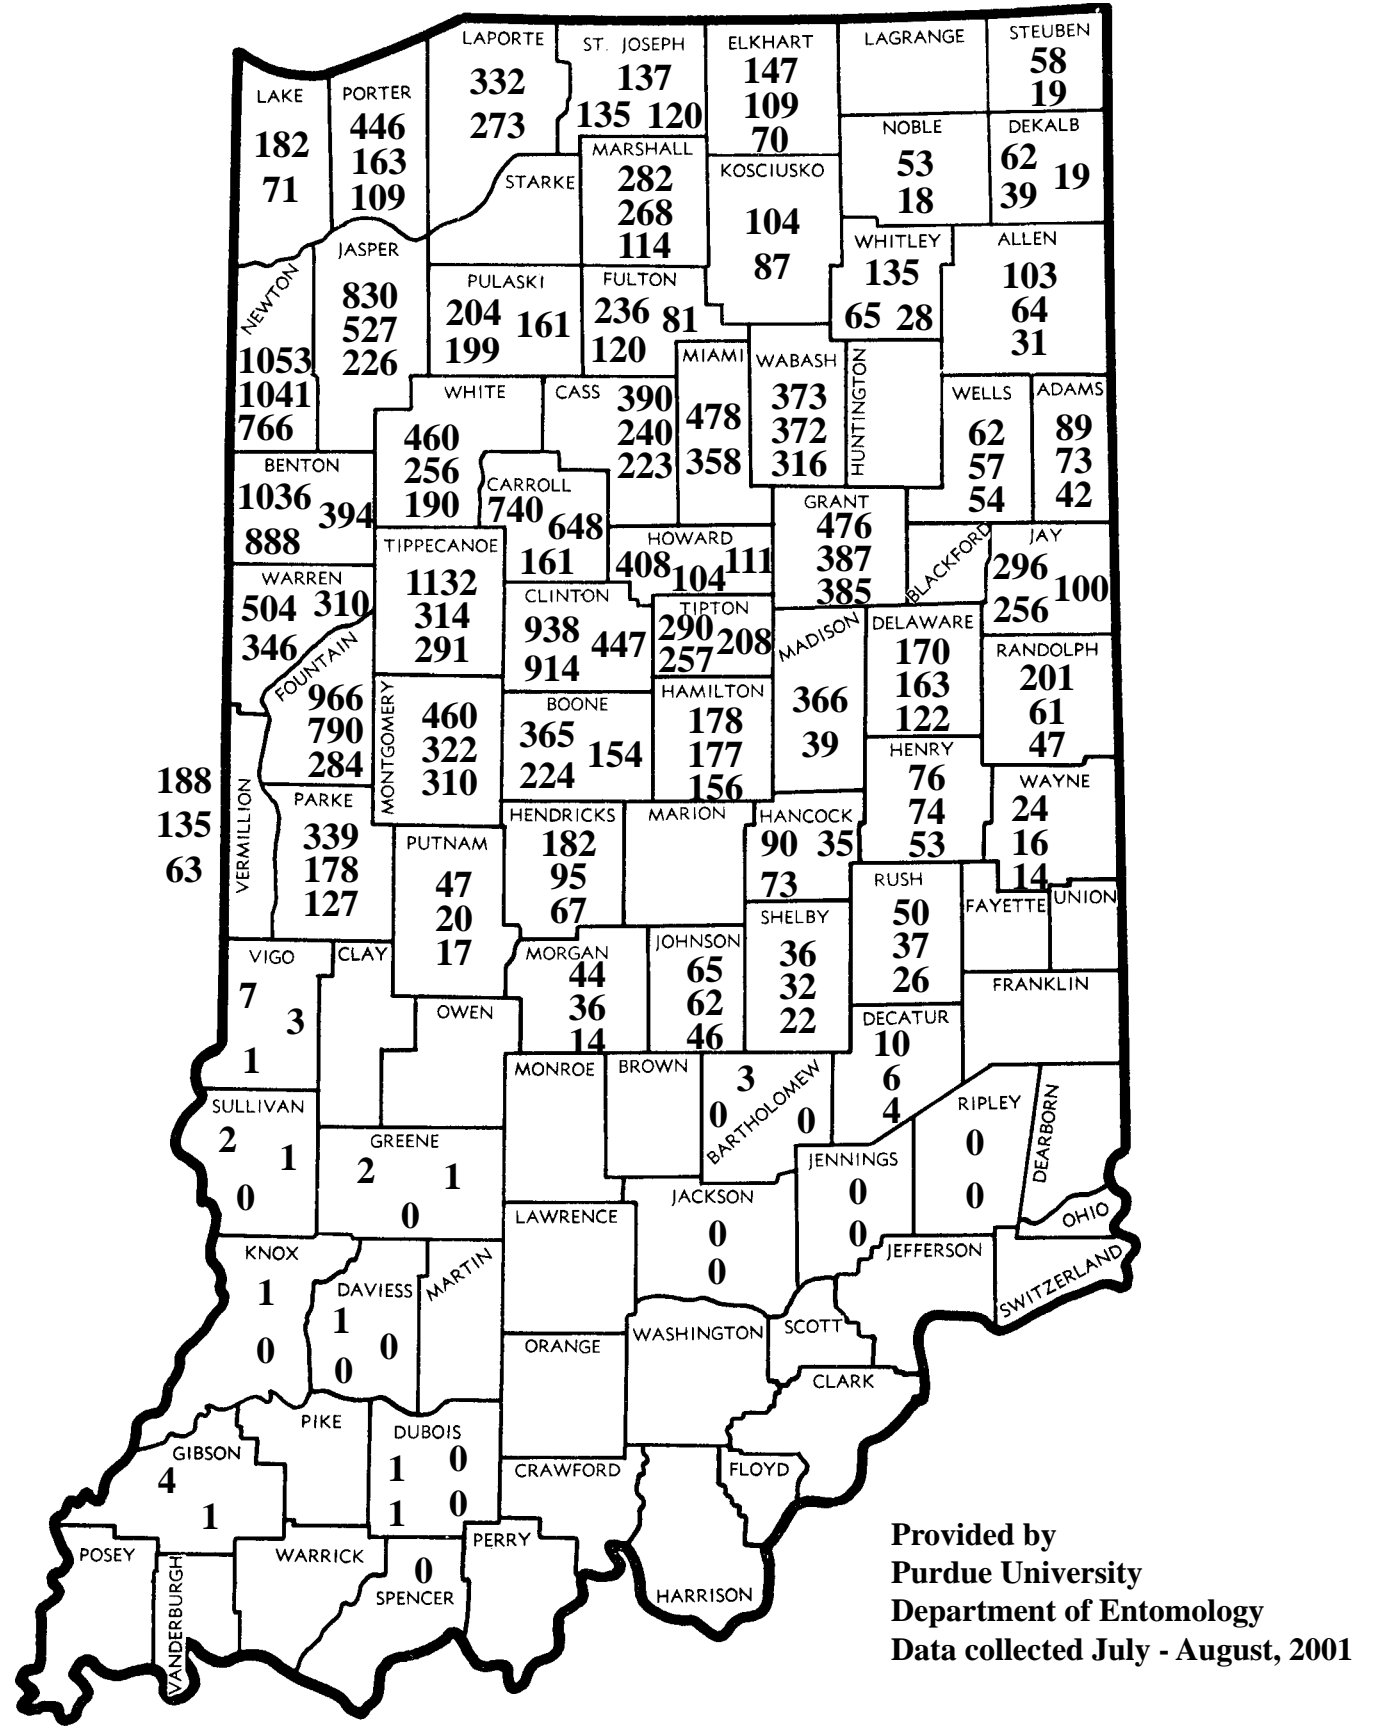 LAKE
182
71
PORTER
446
163
109
LAPORTE
332
273
ST. JOSEPH
137
135 120
ELKHART
147
109
70
LAGRANGE
STEUBEN
58
19
NOBLE
53
18
DEKALB
62
19
39
STARKE
MARSHALL
282
268
114
KOSCIUSKO
104
87
WHITLEY
135
65 28
ALLEN
103
64
31
NEWTON
1053
1041
766
JASPER
830
527
226
PULASKI
204
161
199
FULTON
236
81
120
MIAMI
478
358
WABASH
373
372
316
HUNTINGTON
WELLS
62
57
54
ADAMS
89
73
42
WHITE
460
256
190
CASS
390
240
223
BENTON
1036
394
888
CARROLL
740
648
161
GRANT
476
387
385
BLACKFORD
JAY
296
100
256
TIPPECANOE
1132
314
291
HOWARD
408 104 111
WARREN
504 310
346
CLINTON
938
447
914
TIPTON
290
208
257
MADISON
366
39
DELAWARE
170
163
122
RANDOLPH
201
61
47
FOUNTAIN
966
790
284
MONTGOMERY
460
322
310
BOONE
365
154
224
HAMILTON
178
177
156
HENRY
76
74
53
WAYNE
24
16
14
188
135
63
VERMILLION
PARKE
339
178
127
PUTNAM
47
20
17
HENDRICKS
182
95
67
MARION
HANCOCK
90 35
73
RUSH
50
37
26
FAYETTE
UNION
SHELBY
36
32
22
VIGO
7
3
1
CLAY
MORGAN
44
36
14
JOHNSON
65
62
46
FRANKLIN
OWEN
DECATUR
10
6
4
MONROE
BROWN
BARTHOLOMEW
3
0
0
RIPLEY
0
0
DEARBORN
SULLIVAN
2
1
0
GREENE
2 1
0
JENNINGS
0
0
JACKSON
0
0
LAWRENCE
OHIO
KNOX
1
0
DAVIESS
1
0
0
MARTIN
JEFFERSON
SWITZERLAND
ORANGE
WASHINGTON
SCOTT
CLARK
PIKE
DUBOIS
1 0
1 0
GIBSON
4
1
CRAWFORD
FLOYD
POSEY
VANDERBURGH
WARRICK
0
SPENCER
PERRY
HARRISON
Provided by
Purdue University
Department of Entomology
Data collected July - August, 2001